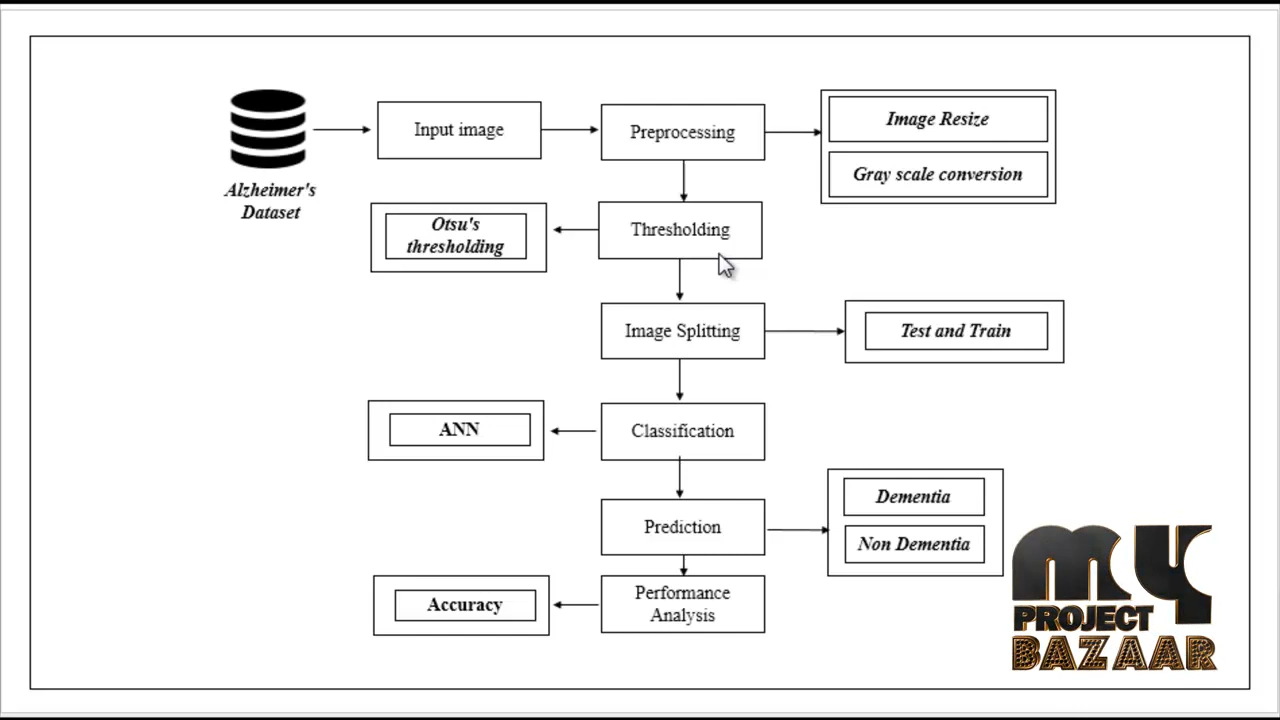 Input image
Preprocessing
Image Resize
Gray scale conversion
Alzheimer's
Dataset
Otsu's
thresholding
Thresholding
Image Splitting
Test and Train
ANN
Classification
Prediction
Dementia
Non Dementia
Accuracy
Performance
Analysis
MY
PROJECT
BAZAAR